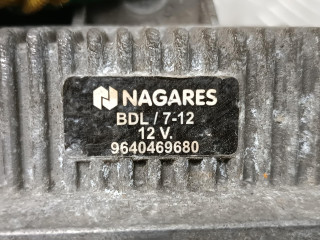 NAGARES
BDL / 7-12
12 V.
9640469680